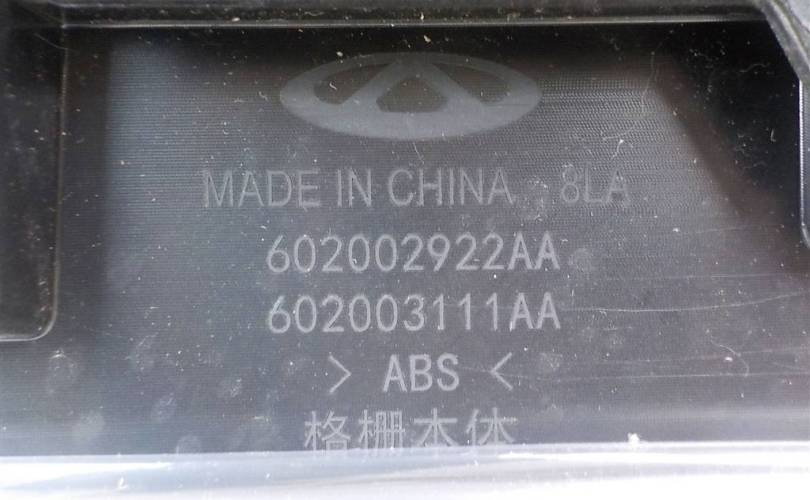 MADE IN CHINA 8LA
602002922AA
602003111AA
> ABS <
格栅本体